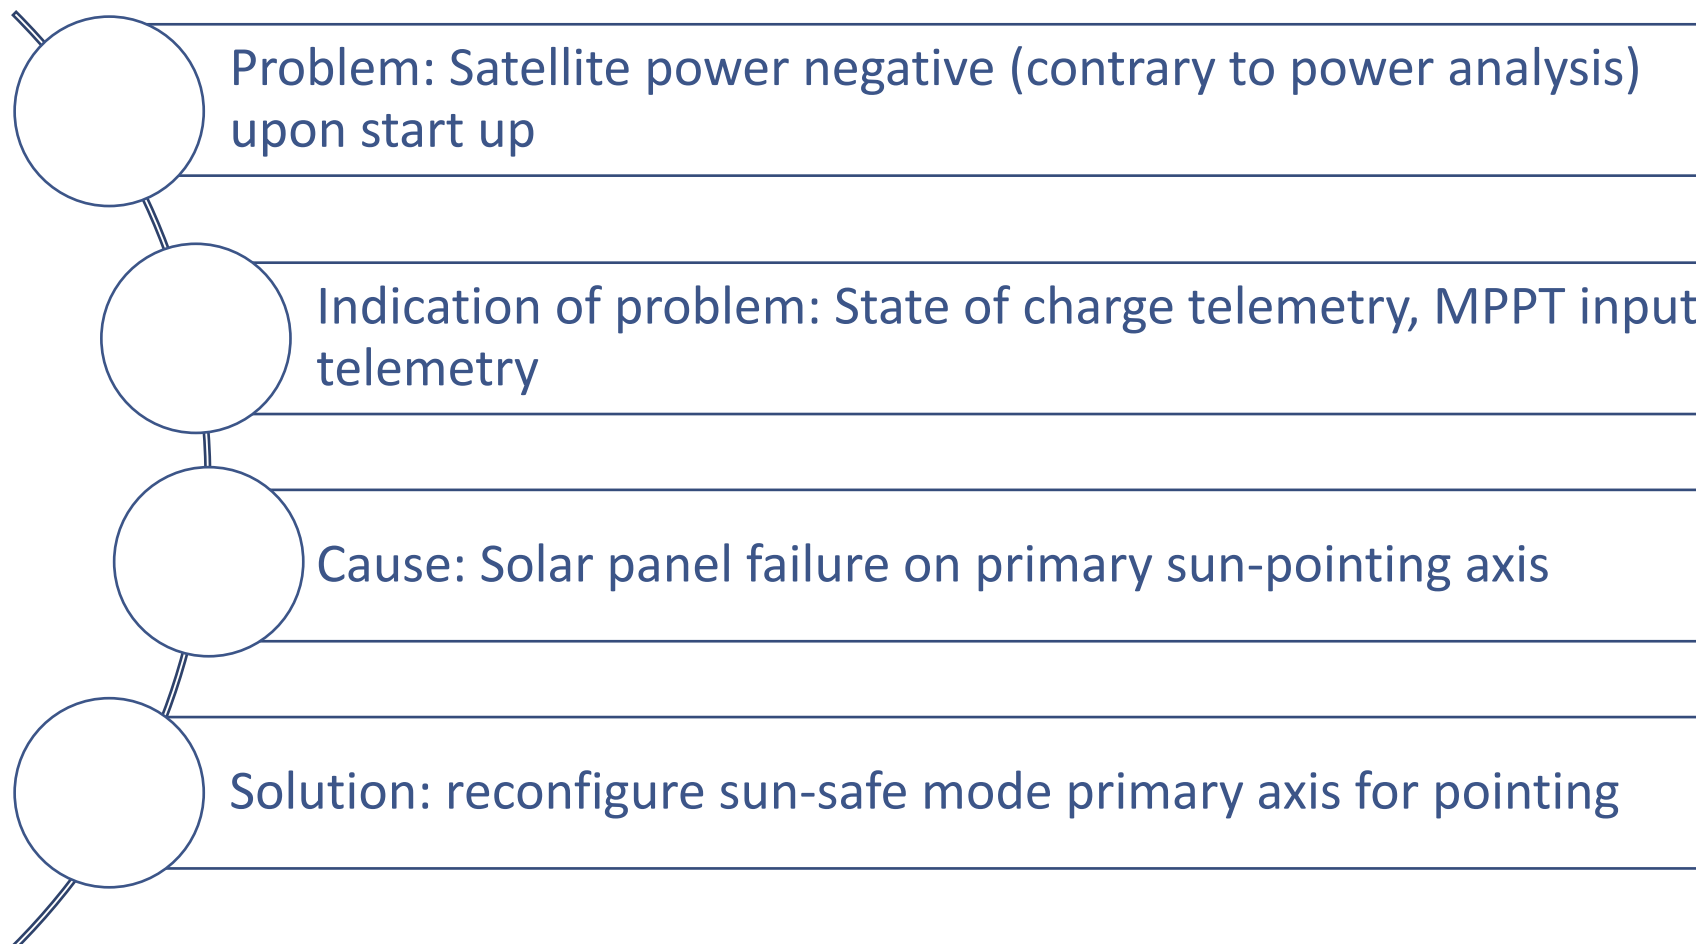 Problem: Satellite power negative (contrary to power analysis)
upon start up
Indication of problem: State of charge telemetry, MPPT input
telemetry
Cause: Solar panel failure on primary sun-pointing axis
Solution: reconfigure sun-safe mode primary axis for pointing